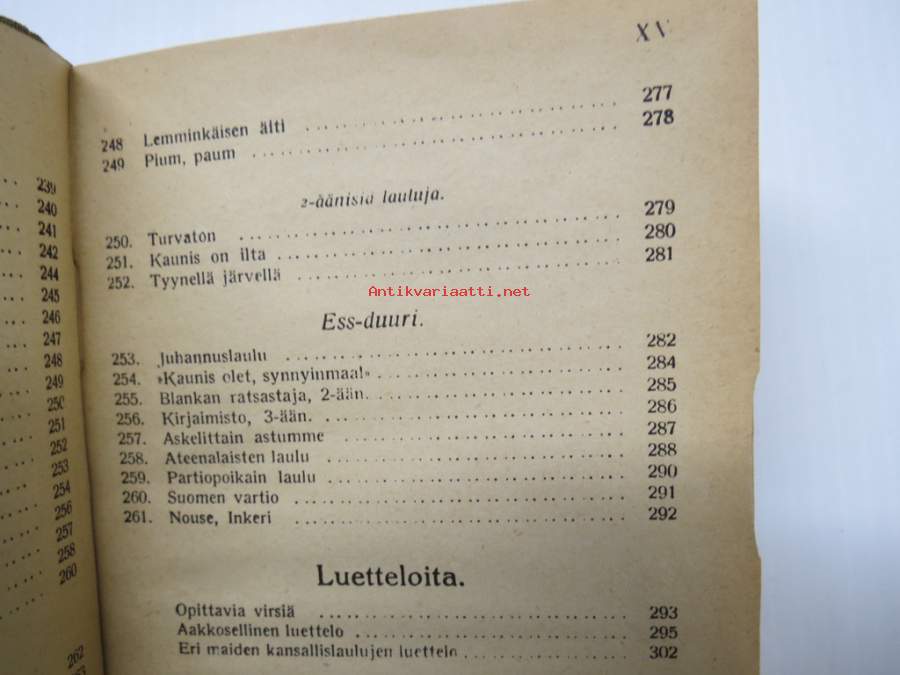 XV
248 Lemminkäisen äiti 277
249 Pium, paum 278
2-äänisiä lauluja.
250. Turvaton 279
251. Kaunis on ilta 280
252. Tyynellä järvellä 281
Antikvariaatti.net
Ess-duuri.
253. Juhannuslaulu 282
254. »Kaunis olet, synnyinmaa!» 284
255. Blankan ratsastaja, 2-ään. 285
256. Kirjaimisto, 3-ään. 286
257. Askelittain astumme 287
258. Ateenalaisten laulu 288
259. Partiopoikain laulu 290
260. Suomen vartio 291
261. Nouse, Inkeri 292
Luetteloita.
Opittavia virsiä 293
Aakkosellinen luettelo 295
Eri maiden kansallislaulujen luettelo 302
239
240
241
242
244
245
246
247
248
249
250
251
252
253
254
256
257
258
260
262